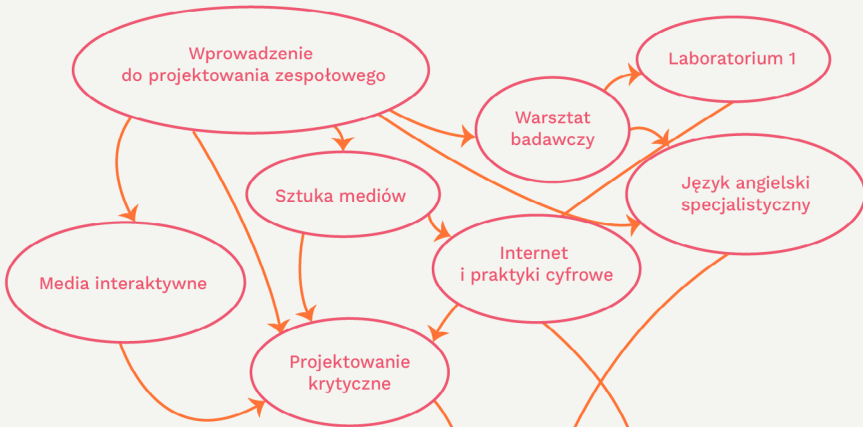 Wprowadzenie
do projektowania zespołowego
Laboratorium 1
Warsztat
badawczy
Sztuka mediów
Język angielski
specjalistyczny
Internet
i praktyki cyfrowe
Media interaktywne
Projektowanie
krytyczne